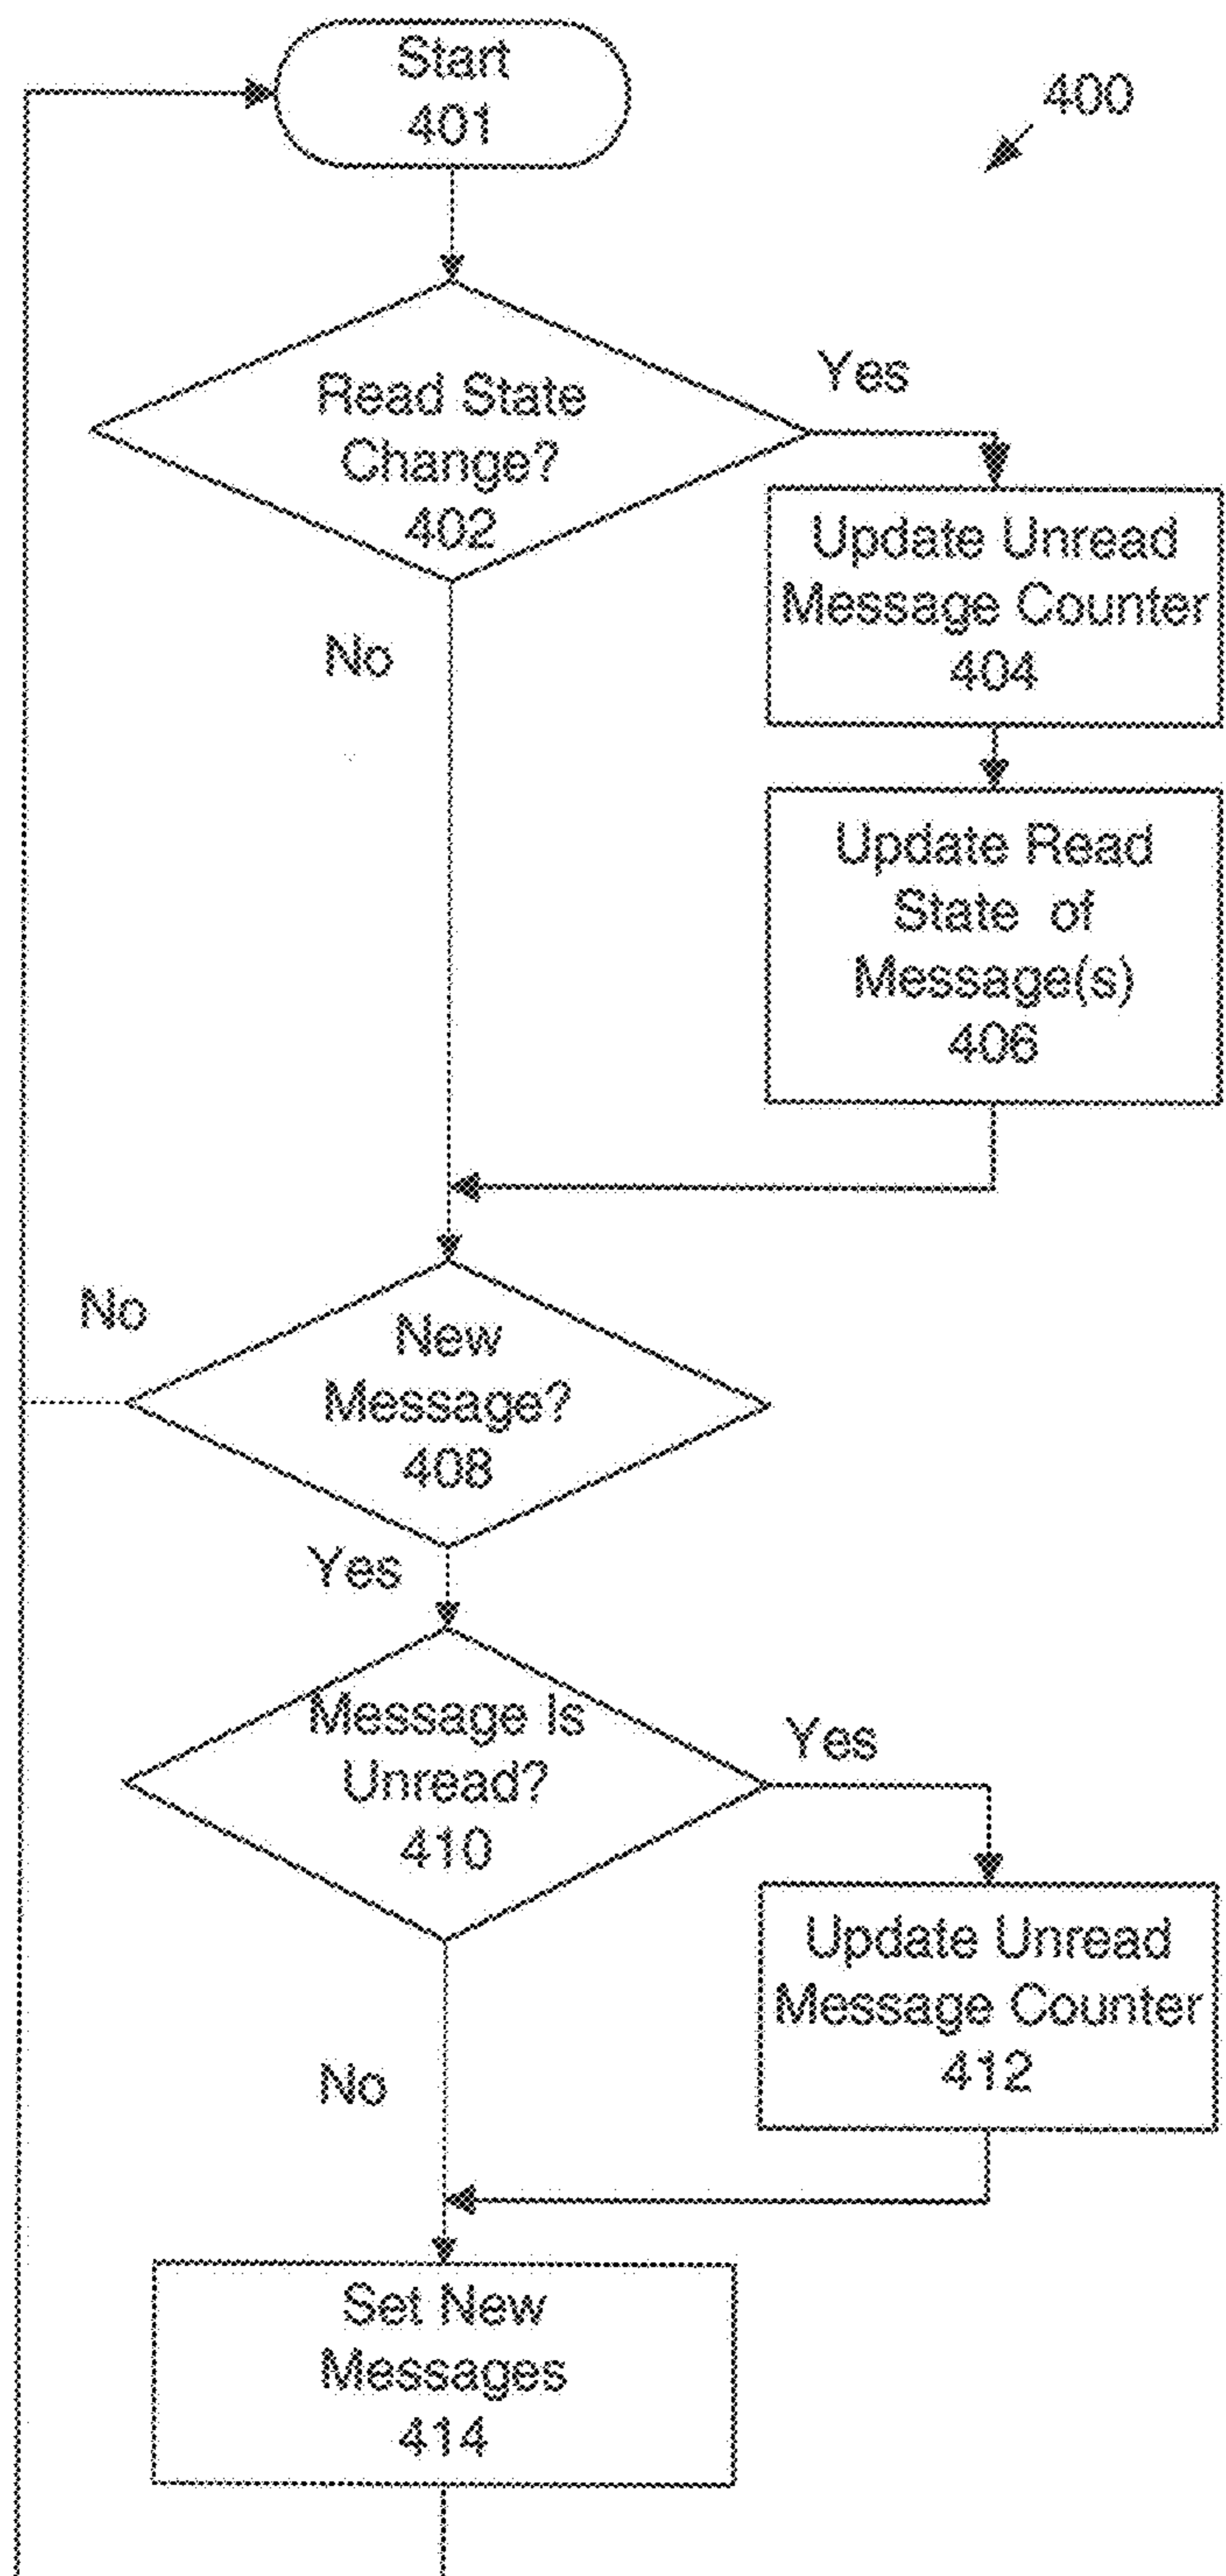 Start
401
400
Read State
Change?
402
Yes
Update Unread
Message Counter
404
No
Update Read
State of
Message(s)
406
No
New
Message?
408
Yes
Message Is
Unread?
410
Yes
Update Unread
Message Counter
412
No
Set New
Messages
414